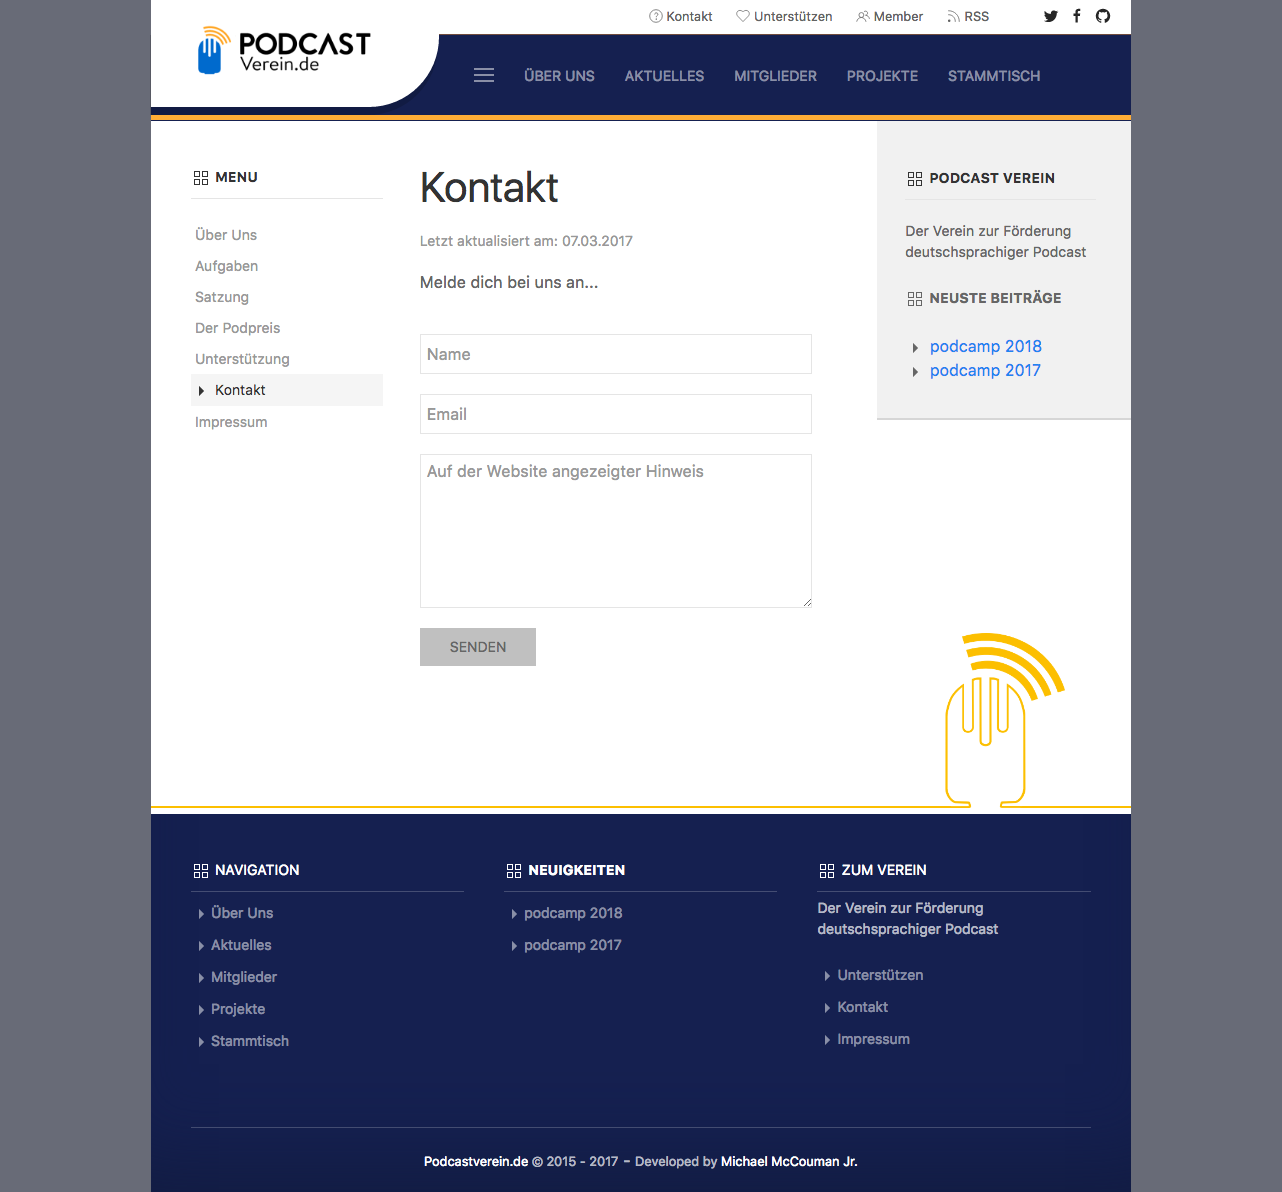 Kontakt
Unterstützen
Member
RSS
PODCAST
Verein.de
ÜBER UNS
AKTUELLES
MITGLIEDER
PROJEKTE
STAMMTISCH
MENU
Über Uns
Aufgaben
Satzung
Der Podpreis
Unterstützung
Kontakt
Impressum
Kontakt
Letzt aktualisiert am: 07.03.2017
Melde dich bei uns an...
Name
Email
Auf der Website angezeigter Hinweis
SENDEN
PODCAST VEREIN
Der Verein zur Förderung
deutschsprachiger Podcast
NEUSTE BEITRÄGE
podcamp 2018
podcamp 2017
NAVIGATION
Über Uns
Aktuelles
Mitglieder
Projekte
Stammtisch
NEUIGKEITEN
podcamp 2018
podcamp 2017
ZUM VEREIN
Der Verein zur Förderung
deutschsprachiger Podcast
Unterstützen
Kontakt
Impressum
Podcastverein.de © 2015 - 2017 – Developed by Michael McCouman Jr.